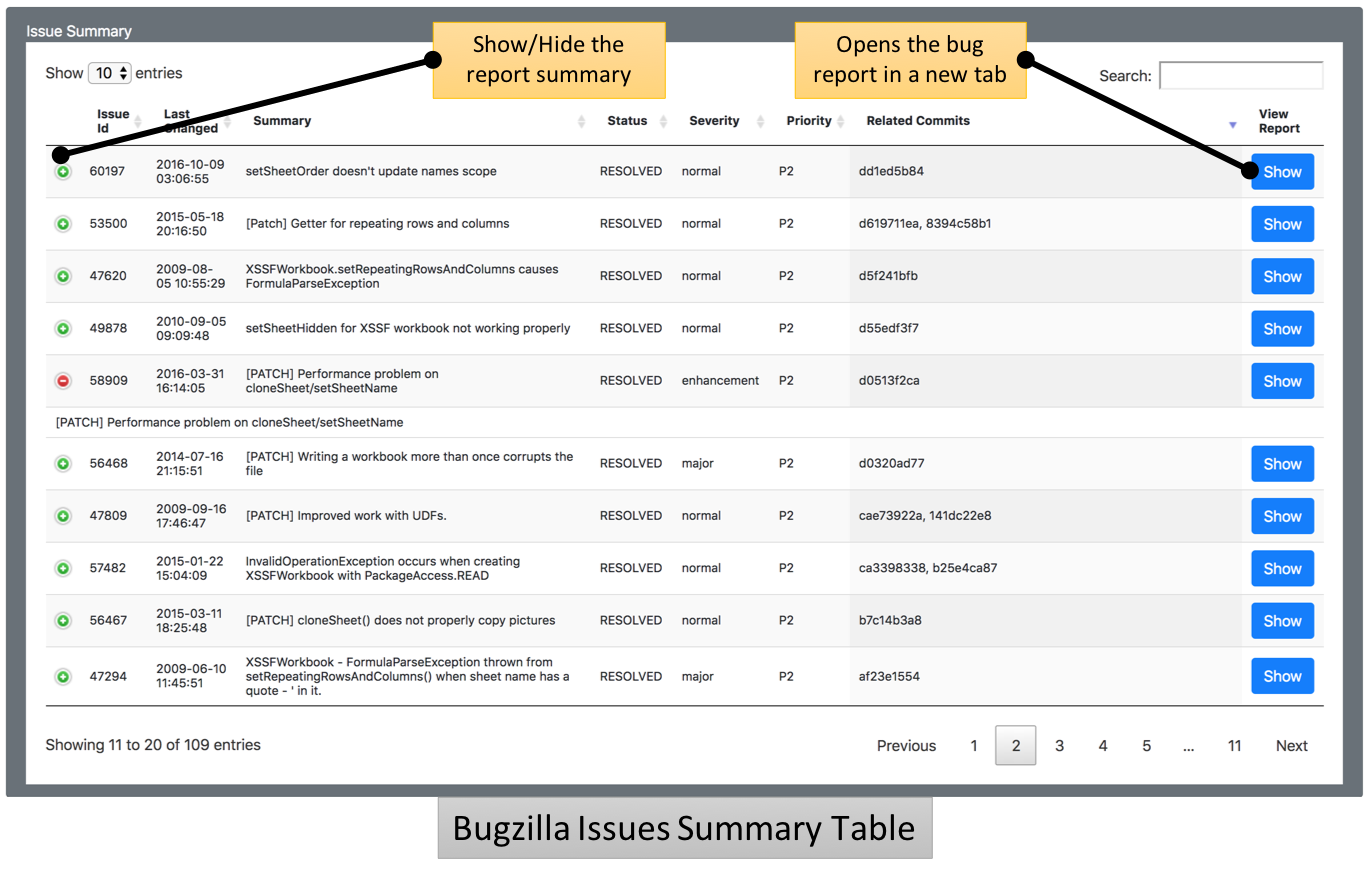 Issue Summary
Show/Hide the
report summary
Opens the bug
report in a new tab
Show 10 entries
Search:
Issue Id Last Changed Summary Status Severity Priority Related Commits View Report
60197 2016-10-09 03:06:55 setSheetOrder doesn't update names scope RESOLVED normal P2 dd1ed5b84 Show
53500 2015-05-18 20:16:50 [Patch] Getter for repeating rows and columns RESOLVED normal P2 d619711ea, 8394c58b1 Show
47620 2009-08-05 10:55:29 XSSFWorkbook.setRepeatingRowsAndColumns causes FormulaParseException RESOLVED normal P2 d5f241bfb Show
49878 2010-09-05 09:09:48 setSheetHidden for XSSF workbook not working properly RESOLVED normal P2 d55edf3f7 Show
58909 2016-03-31 16:14:05 [PATCH] Performance problem on cloneSheet/setSheetName RESOLVED enhancement P2 d0513f2ca Show
[PATCH] Performance problem on cloneSheet/setSheetName
56468 2014-07-16 21:15:51 [PATCH] Writing a workbook more than once corrupts the file RESOLVED major P2 d0320ad77 Show
47809 2009-09-16 17:46:47 [PATCH] Improved work with UDFs. RESOLVED normal P2 cae73922a, 141dc22e8 Show
57482 2015-01-22 15:04:09 InvalidOperationException occurs when creating XSSFWorkbook with PackageAccess.READ RESOLVED normal P2 ca3398338, b25e4ca87 Show
56467 2015-03-11 18:25:48 [PATCH] cloneSheet() does not properly copy pictures RESOLVED normal P2 b7c14b3a8 Show
47294 2009-06-10 11:45:51 XSSFWorkbook - FormulaParseException thrown from setRepeatingRowsAndColumns() when sheet name has a quote - ' in it. RESOLVED major P2 af23e1554 Show
Showing 11 to 20 of 109 entries
Previous 1 2 3 4 5 ... 11 Next
Bugzilla Issues Summary Table